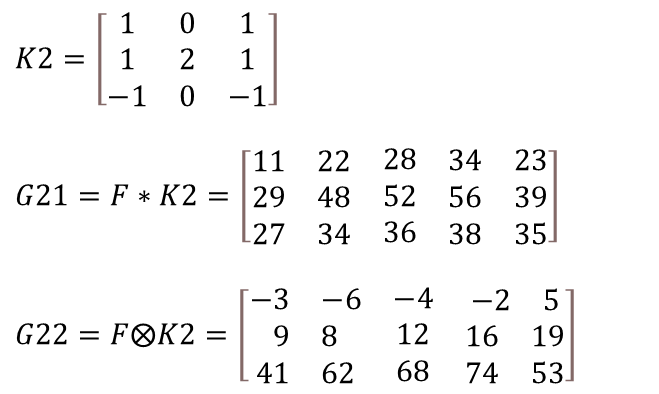 1 0 1
K2 = 1 2 1
−1 0 −1
11 22 28 34 23
G21 = F ∗ K2 = 29 48 52 56 39
27 34 36 38 35
−3 −6 −4 −2 5
G22 = F⊗K2 = 9 8 12 16 19
41 62 68 74 53